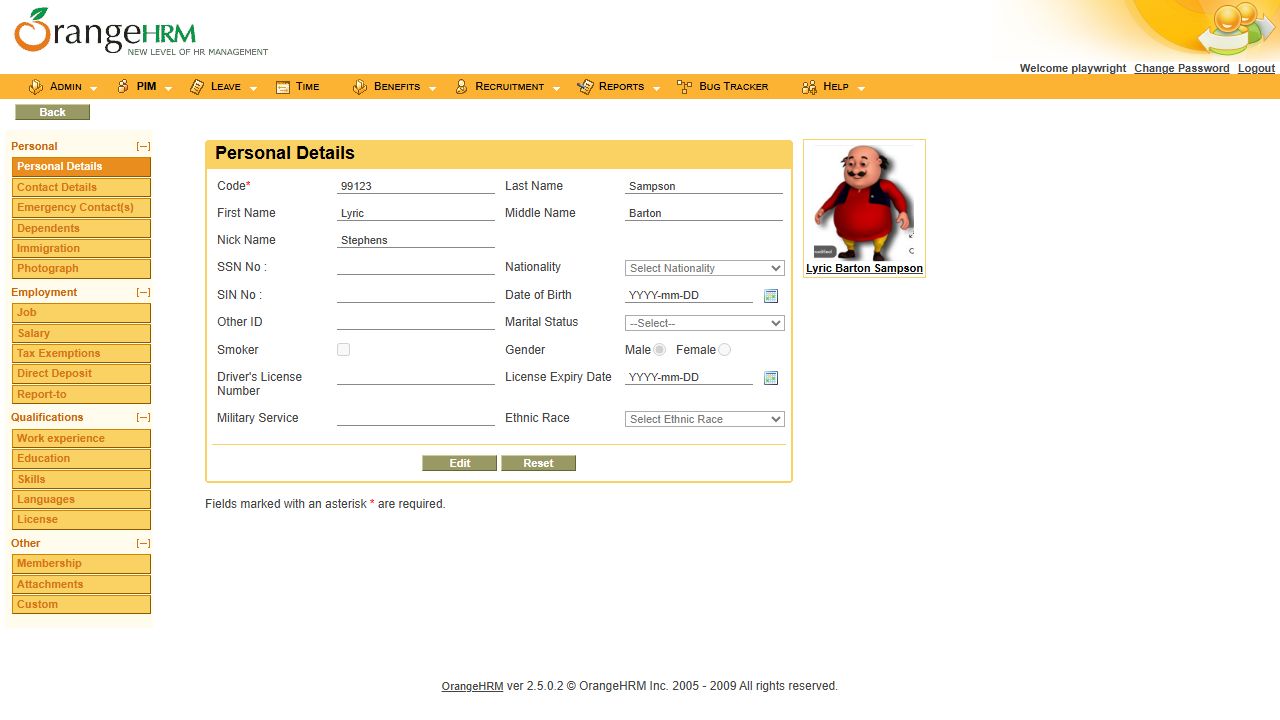 OrangeHRM
NEW LEVEL OF HR MANAGEMENT
Welcome playwright Change Password Logout
ADMIN PIM LEAVE TIME BENEFITS RECRUITMENT REPORTS BUG TRACKER HELP
Back
Personal [–]
Personal Details
Contact Details
Emergency Contact(s)
Dependents
Immigration
Photograph
Employment [–]
Job
Salary
Tax Exemptions
Direct Deposit
Report-to
Qualifications [–]
Work experience
Education
Skills
Languages
License
Other [–]
Membership
Attachments
Custom
Personal Details
Code* 99123 Last Name Sampson
First Name Lyric Middle Name Barton
Nick Name Stephens
SSN No : Nationality Select Nationality
SIN No : Date of Birth YYYY-mm-DD
Other ID Marital Status --Select--
Smoker Gender Male Female
Driver's License Number License Expiry Date YYYY-mm-DD
Military Service Ethnic Race Select Ethnic Race
Edit Reset
Fields marked with an asterisk * are required.
Lyric Barton Sampson
OrangeHRM ver 2.5.0.2 © OrangeHRM Inc. 2005 - 2009 All rights reserved.